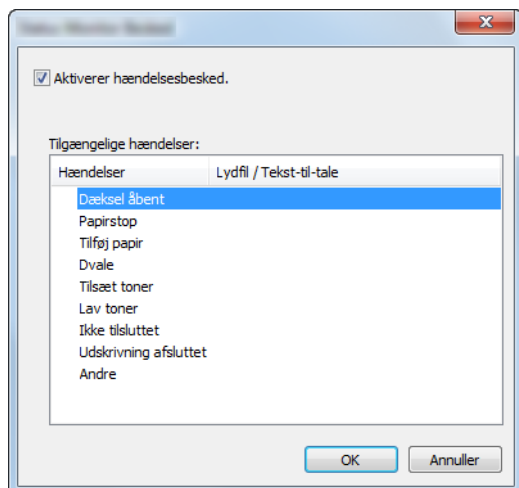 Aktiverer hændelsesbesked.
Tilgængelige hændelser:
Hændelser Lydfil / Tekst-til-tale
Dæksel åbent
Papirstop
Tilføj papir
Dvale
Tilsæt toner
Lav toner
Ikke tilsluttet
Udskrivning afsluttet
Andre
OK Annuller